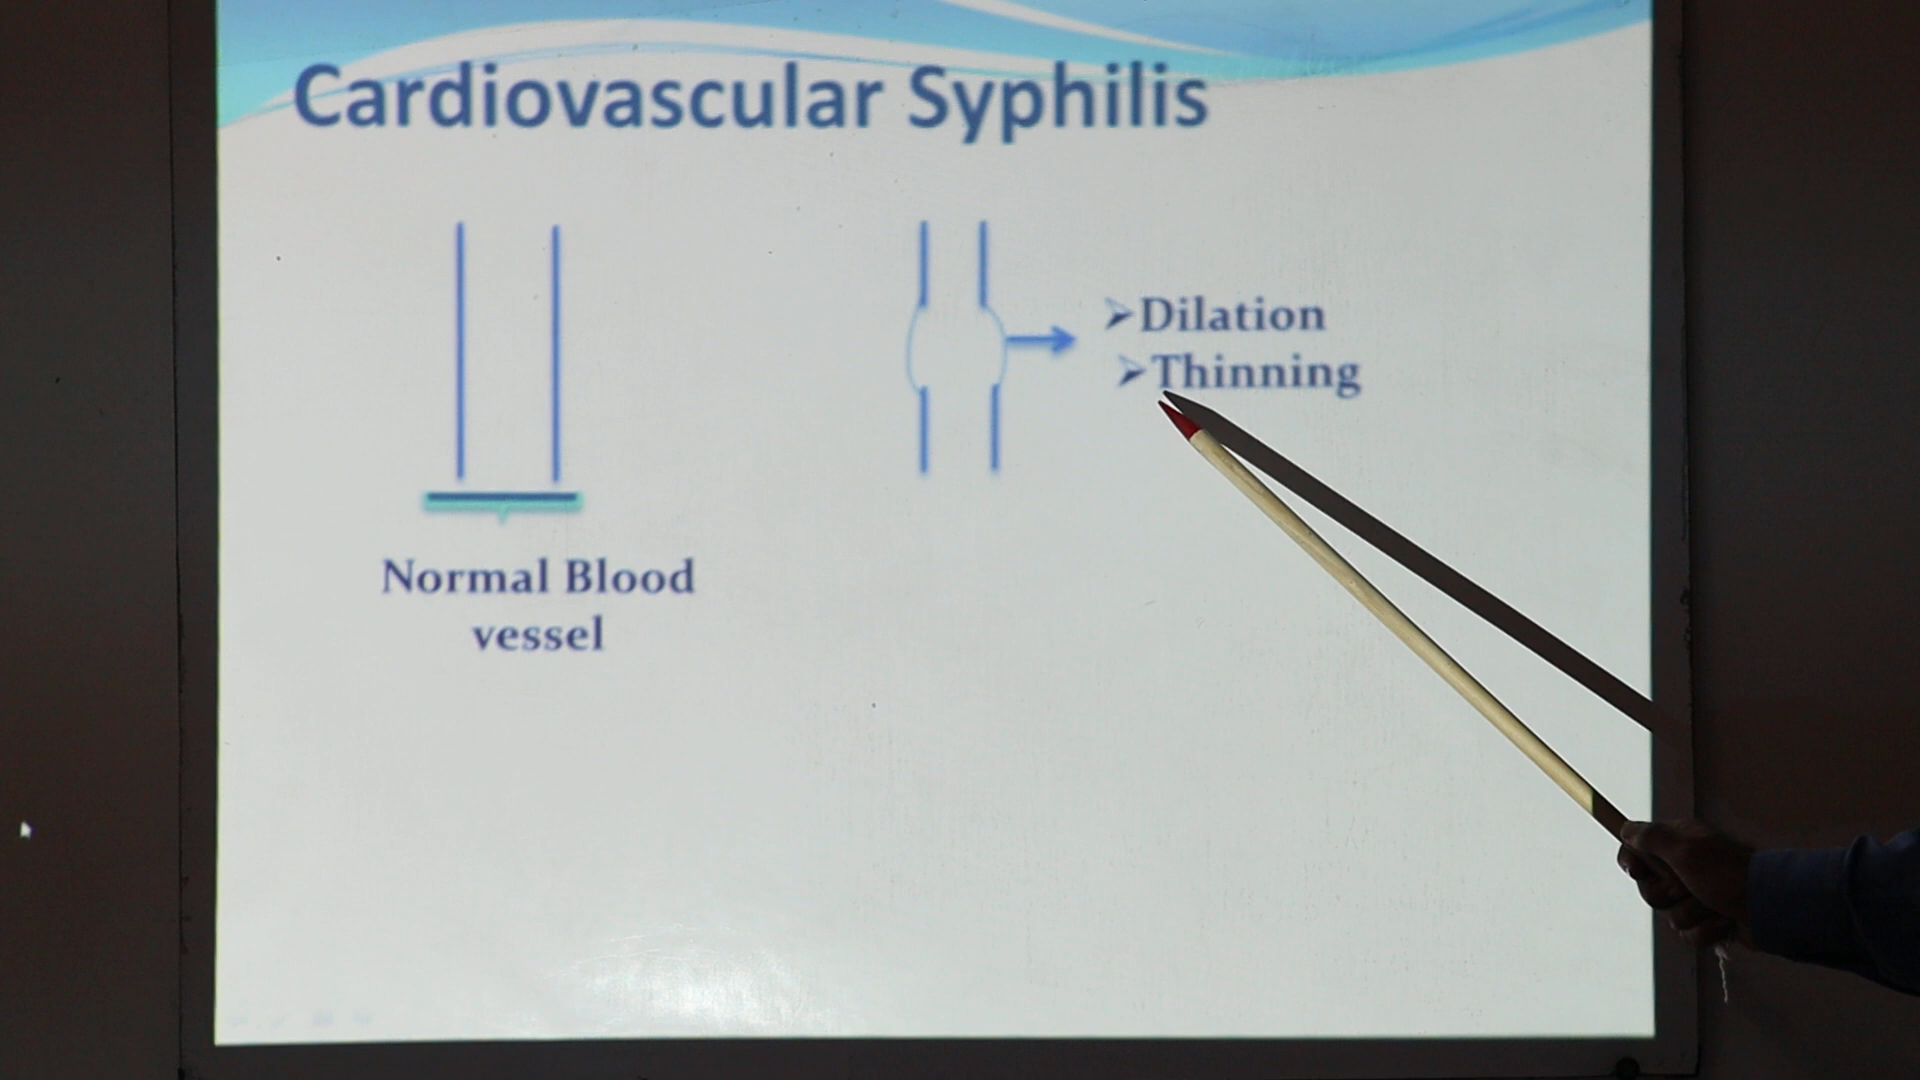 Cardiovascular Syphilis
➢Dilation
➢Thinning
Normal Blood
vessel